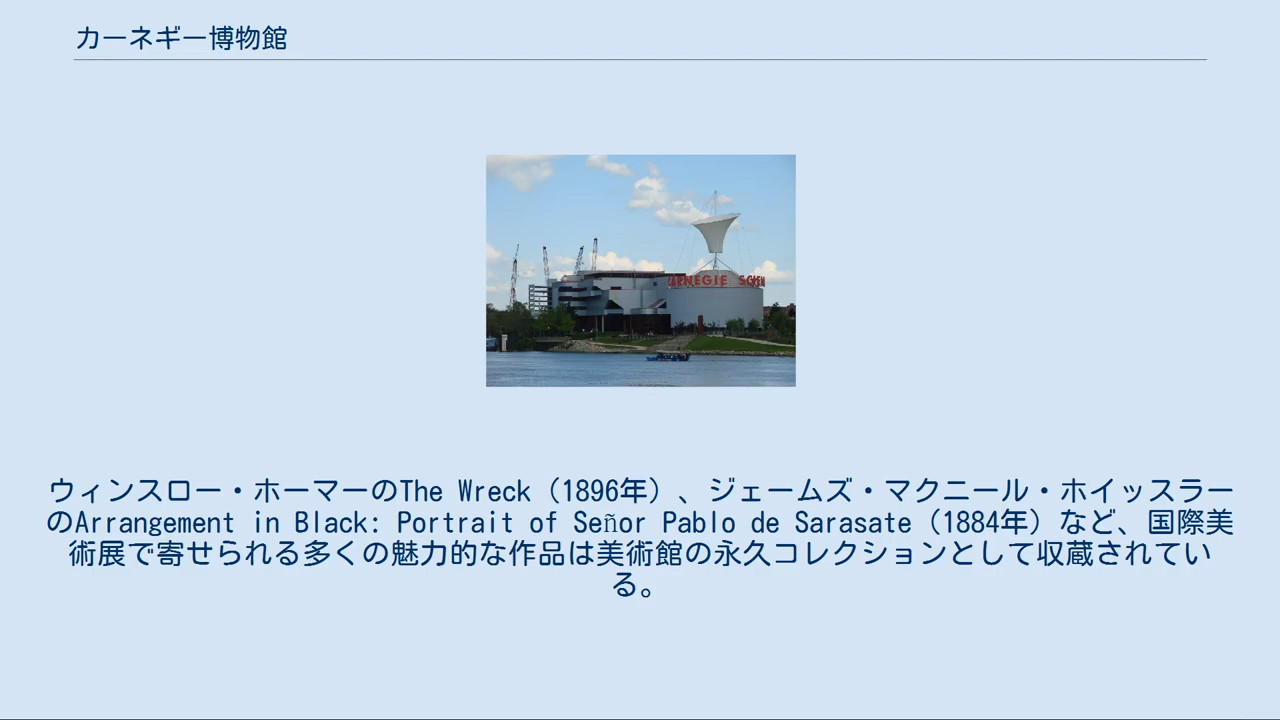 カーネギー博物館
CARNEGIE
ウィンスロー・ホーマーのThe Wreck（1896年）、ジェームズ・マクニール・ホイッスラー
のArrangement in Black: Portrait of Señor Pablo de Sarasate（1884年）など、国際美
術展で寄せられる多くの魅力的な作品は美術館の永久コレクションとして収蔵されてい
る。